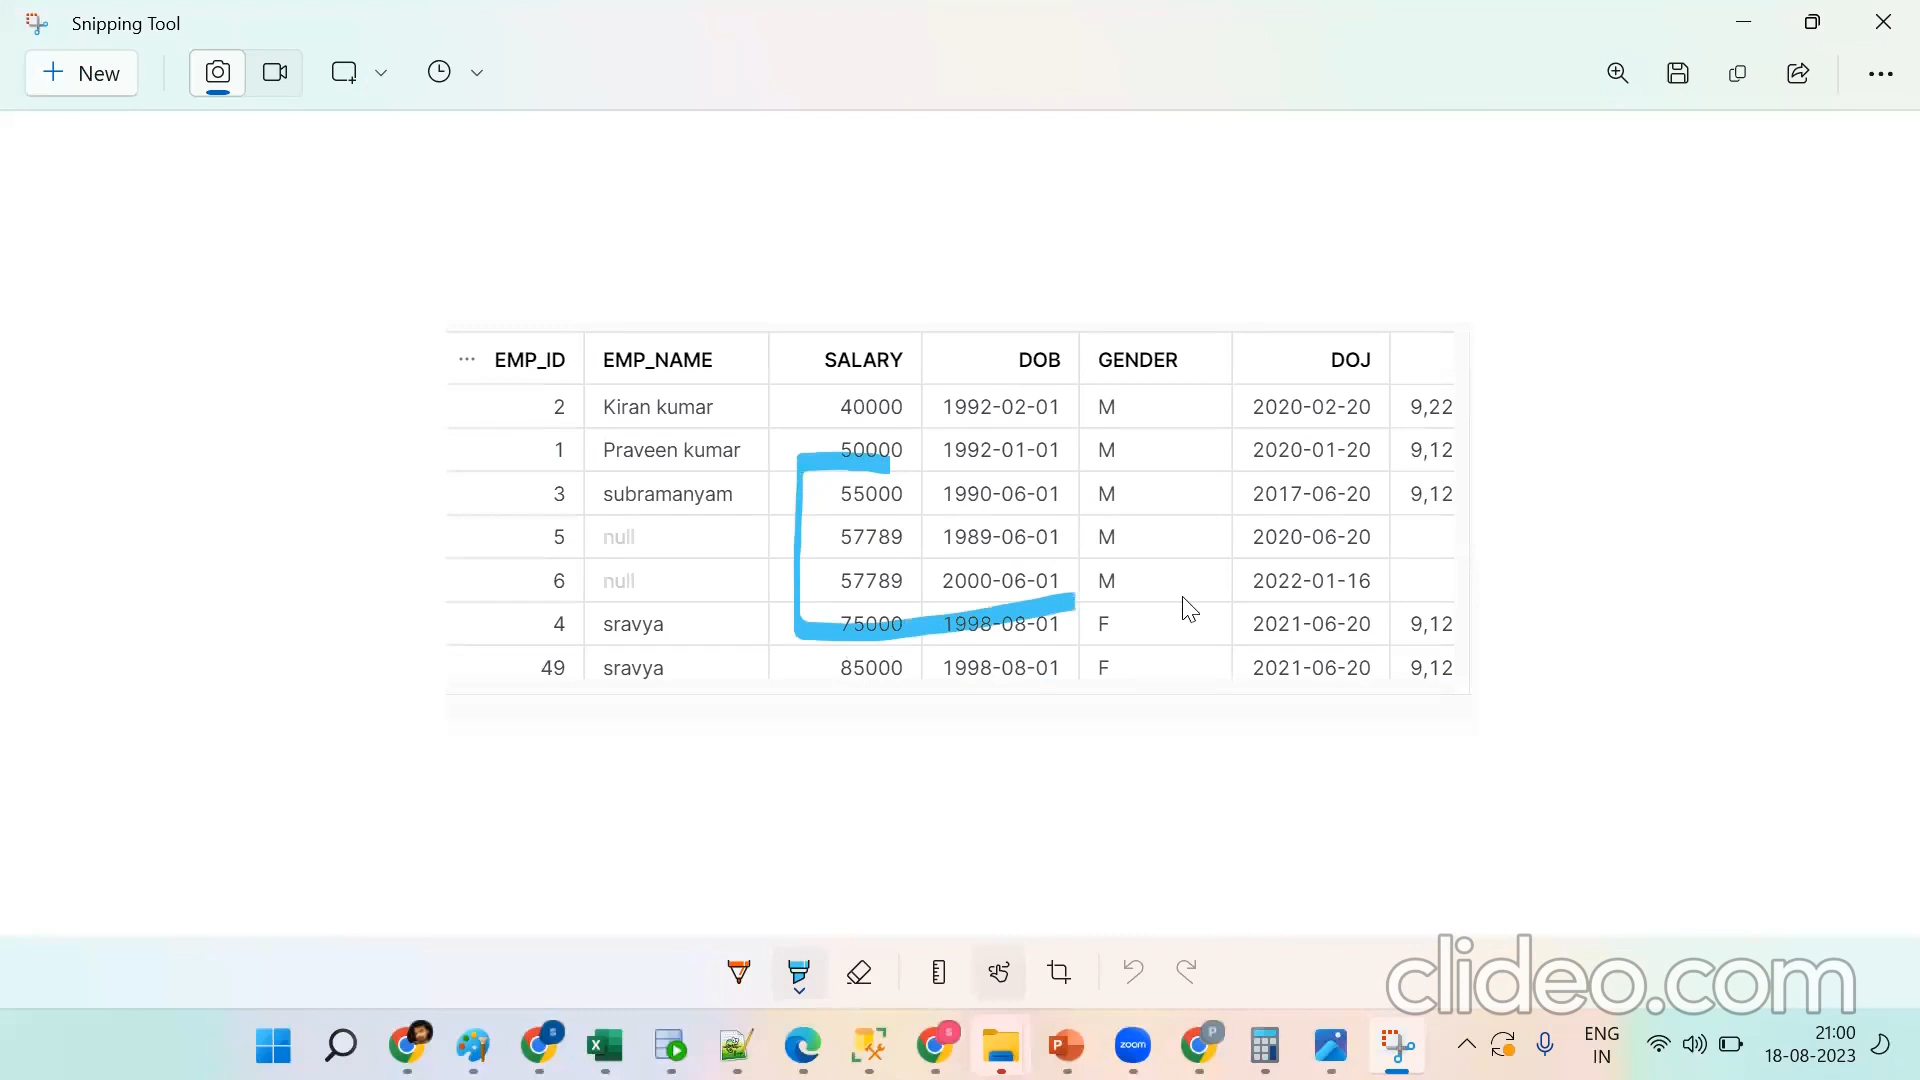 Snipping Tool
New
EMP_ID EMP_NAME SALARY DOB GENDER DOJ
2 Kiran kumar 40000 1992-02-01 M 2020-02-20 9,22
1 Praveen kumar 50000 1992-01-01 M 2020-01-20 9,12
3 subramanyam 55000 1990-06-01 M 2017-06-20 9,12
5 null 57789 1989-06-01 M 2020-06-20
6 null 57789 2000-06-01 M 2022-01-16
4 sravya 75000 1998-08-01 F 2021-06-20 9,12
49 sravya 85000 1998-08-01 F 2021-06-20 9,12
clideo.com
zoom
ENG
IN
21:00
18-08-2023